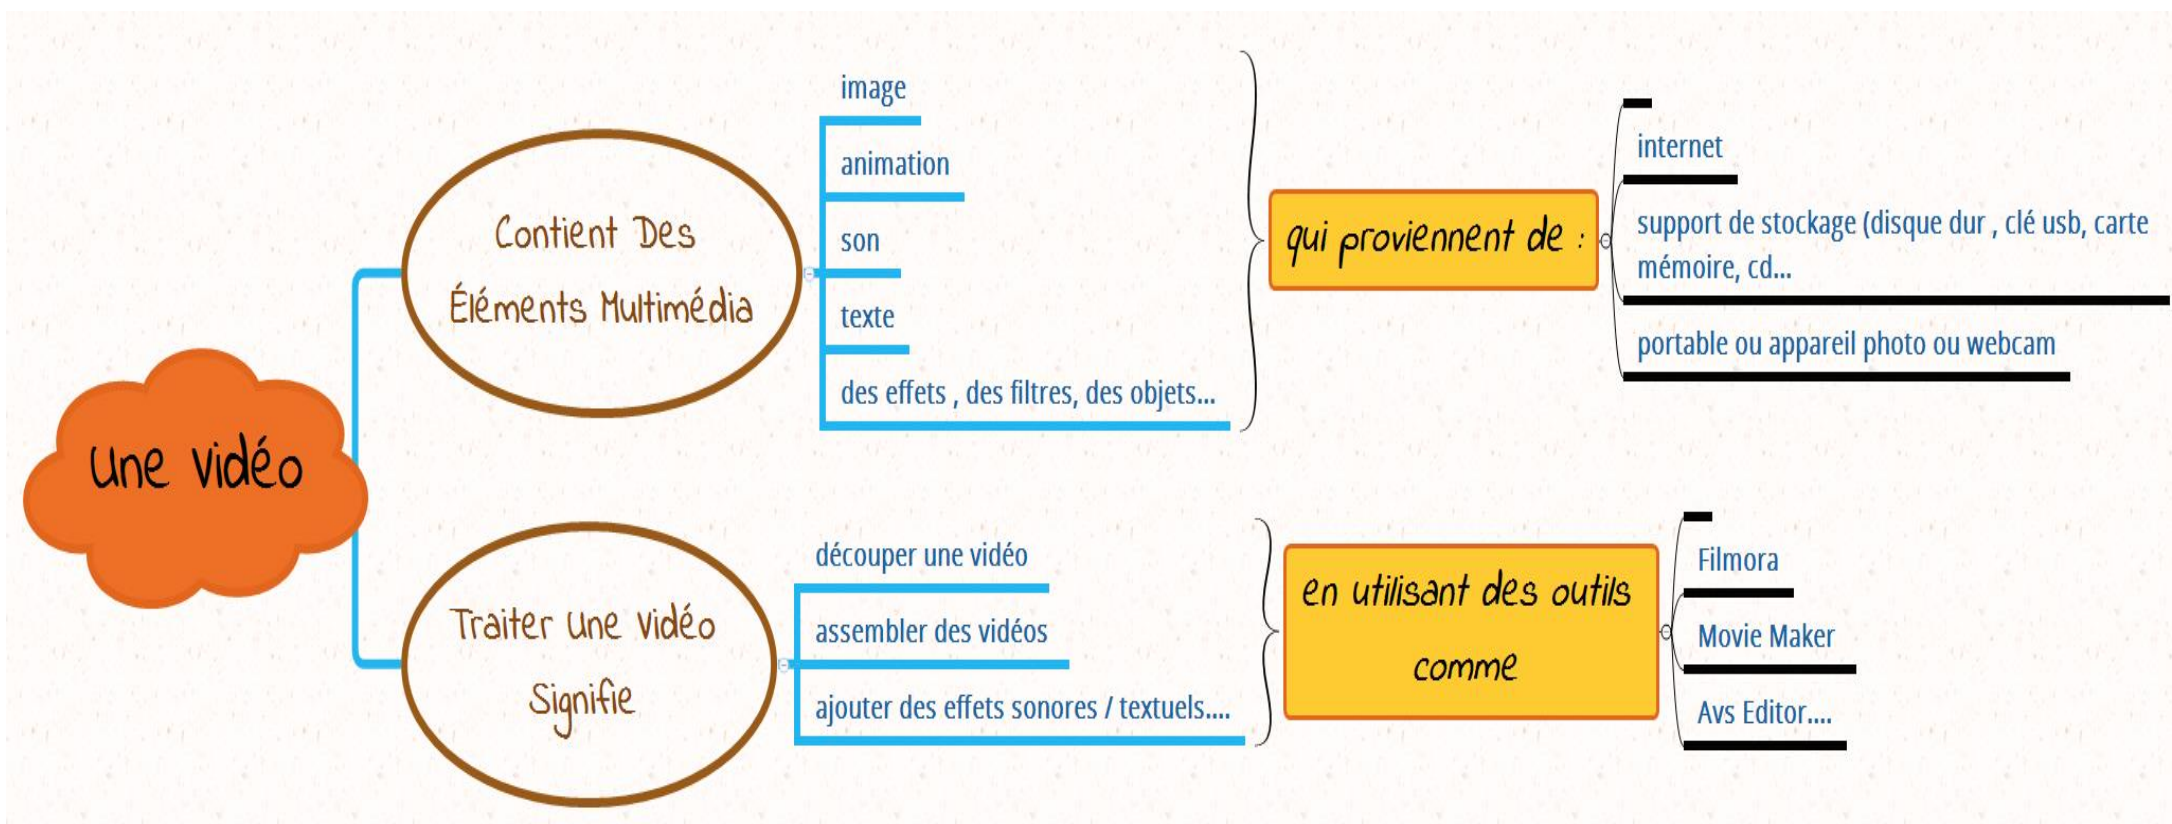 Une vidéo
Contient Des
Éléments Multimédia
image
animation
son
texte
des effets , des filtres, des objets...
qui proviennent de :
internet
support de stockage (disque dur , clé usb, carte
mémoire, cd...
portable ou appareil photo ou webcam
Traiter Une Vidéo
Signifie
découper une vidéo
assembler des vidéos
ajouter des effets sonores / textuels....
en utilisant des outils
comme
Filmora
Movie Maker
Avs Editor....